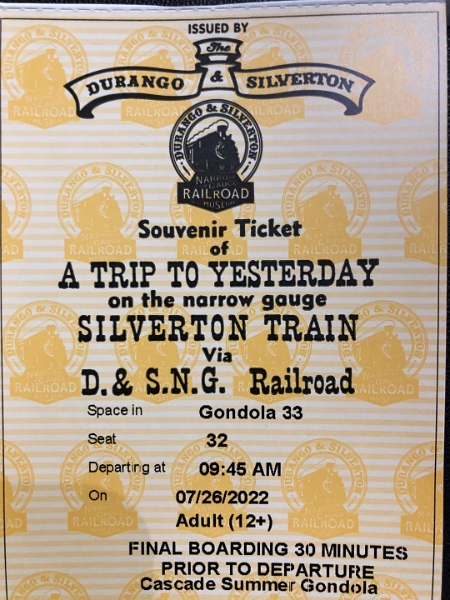 ISSUED BY
The
DURANGO & SILVERTON
DURANGO & SILVERTON
NARROW
GAUGE
RAILROAD
MUSEUM
Souvenir Ticket
of
A TRIP TO YESTERDAY
on the narrow gauge
SILVERTON TRAIN
Via
D. & S.N.G. Railroad
Space in Gondola 33
Seat 32
Departing at 09:45 AM
On 07/26/2022
Adult (12+)
FINAL BOARDING 30 MINUTES
PRIOR TO DEPARTURE
Cascade Summer Gondola